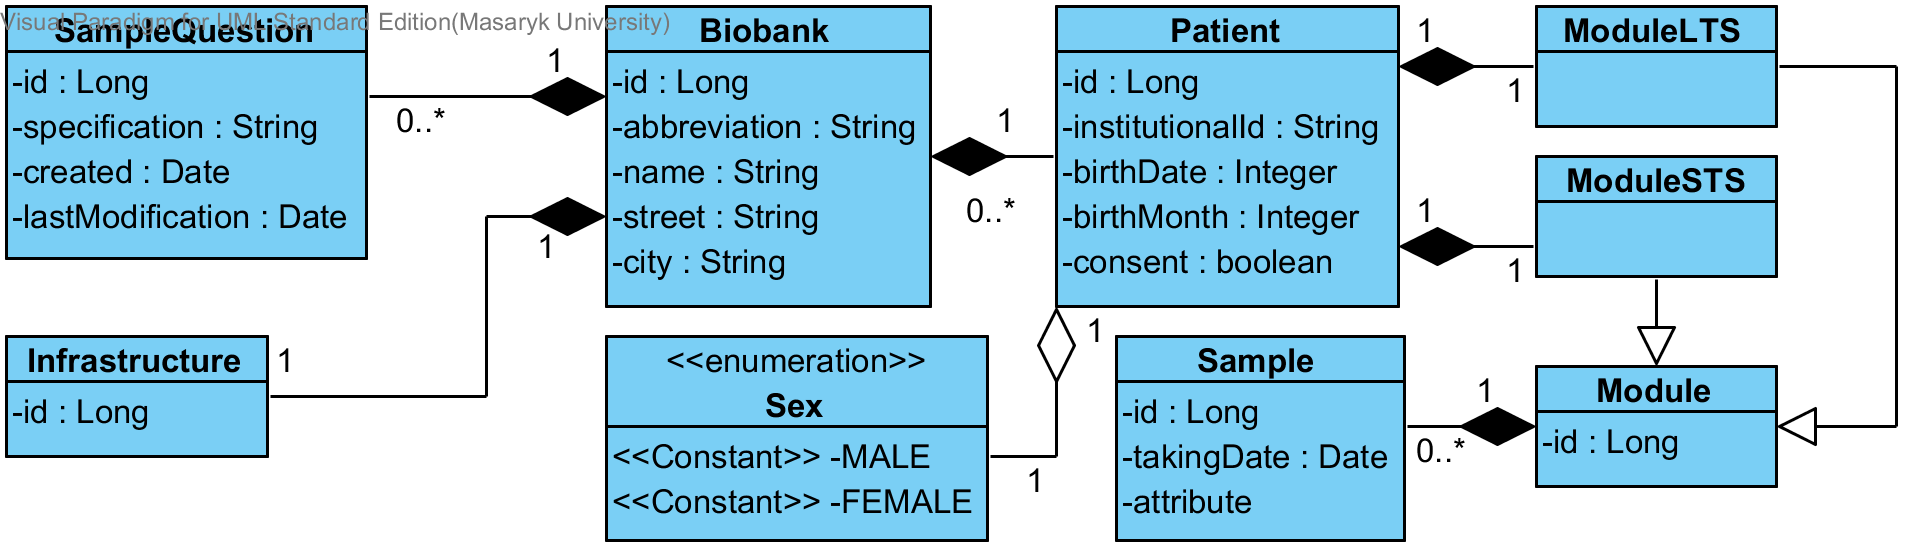 Visual Paradigm for UML Standard Edition(Masaryk University)
SampleQuestion
-id : Long
-specification : String
-created : Date
-lastModification : Date
1
0..*
Biobank
-id : Long
-abbreviation : String
-name : String
-street : String
-city : String
1
0..*
Patient
-id : Long
-institutionalId : String
-birthDate : Integer
-birthMonth : Integer
-consent : boolean
1
1
ModuleLTS
1
1
ModuleSTS
1
1
Infrastructure
-id : Long
<<enumeration>>
Sex
<<Constant>> -MALE
<<Constant>> -FEMALE
1
1
Sample
-id : Long
-takingDate : Date
-attribute
1
0..*
Module
-id : Long